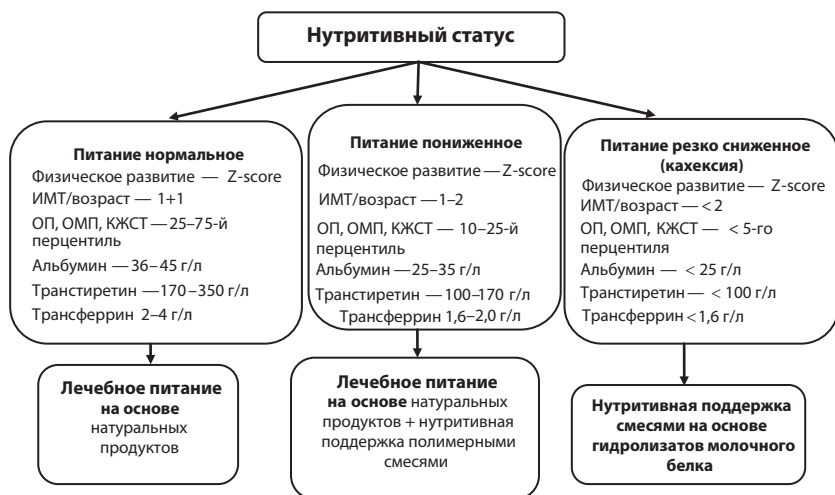 Нутритивный статус
Питание нормальное
Физическое развитие — Z-score
ИМТ/возраст — 1+1
ОП, ОМП, КЖСТ — 25–75-й
перцентиль
Альбумин — 36–45 г/л
Транстиретин — 170–350 г/л
Трансферрин 2–4 г/л
Питание пониженное
Физическое развитие — Z-score
ИМТ/возраст — 1–2
ОП, ОМП, КЖСТ — 10–25-й
перцентиль
Альбумин — 25–35 г/л
Транстиретин — 100–170 г/л
Трансферрин 1,6–2,0 г/л
Питание резко сниженное
(кахексия)
Физическое развитие — Z-score
ИМТ/возраст — < 2
ОП, ОМП, КЖСТ — < 5-го
перцентиля
Альбумин — < 25 г/л
Транстиретин — < 100 г/л
Трансферрин < 1,6 г/л
Лечебное питание
на основе
натуральных
продуктов
Лечебное питание
на основе натуральных
продуктов + нутритивная
поддержка полимерными
смесями
Нутритивная поддержка
смесями на основе
гидролизатов молочного
белка